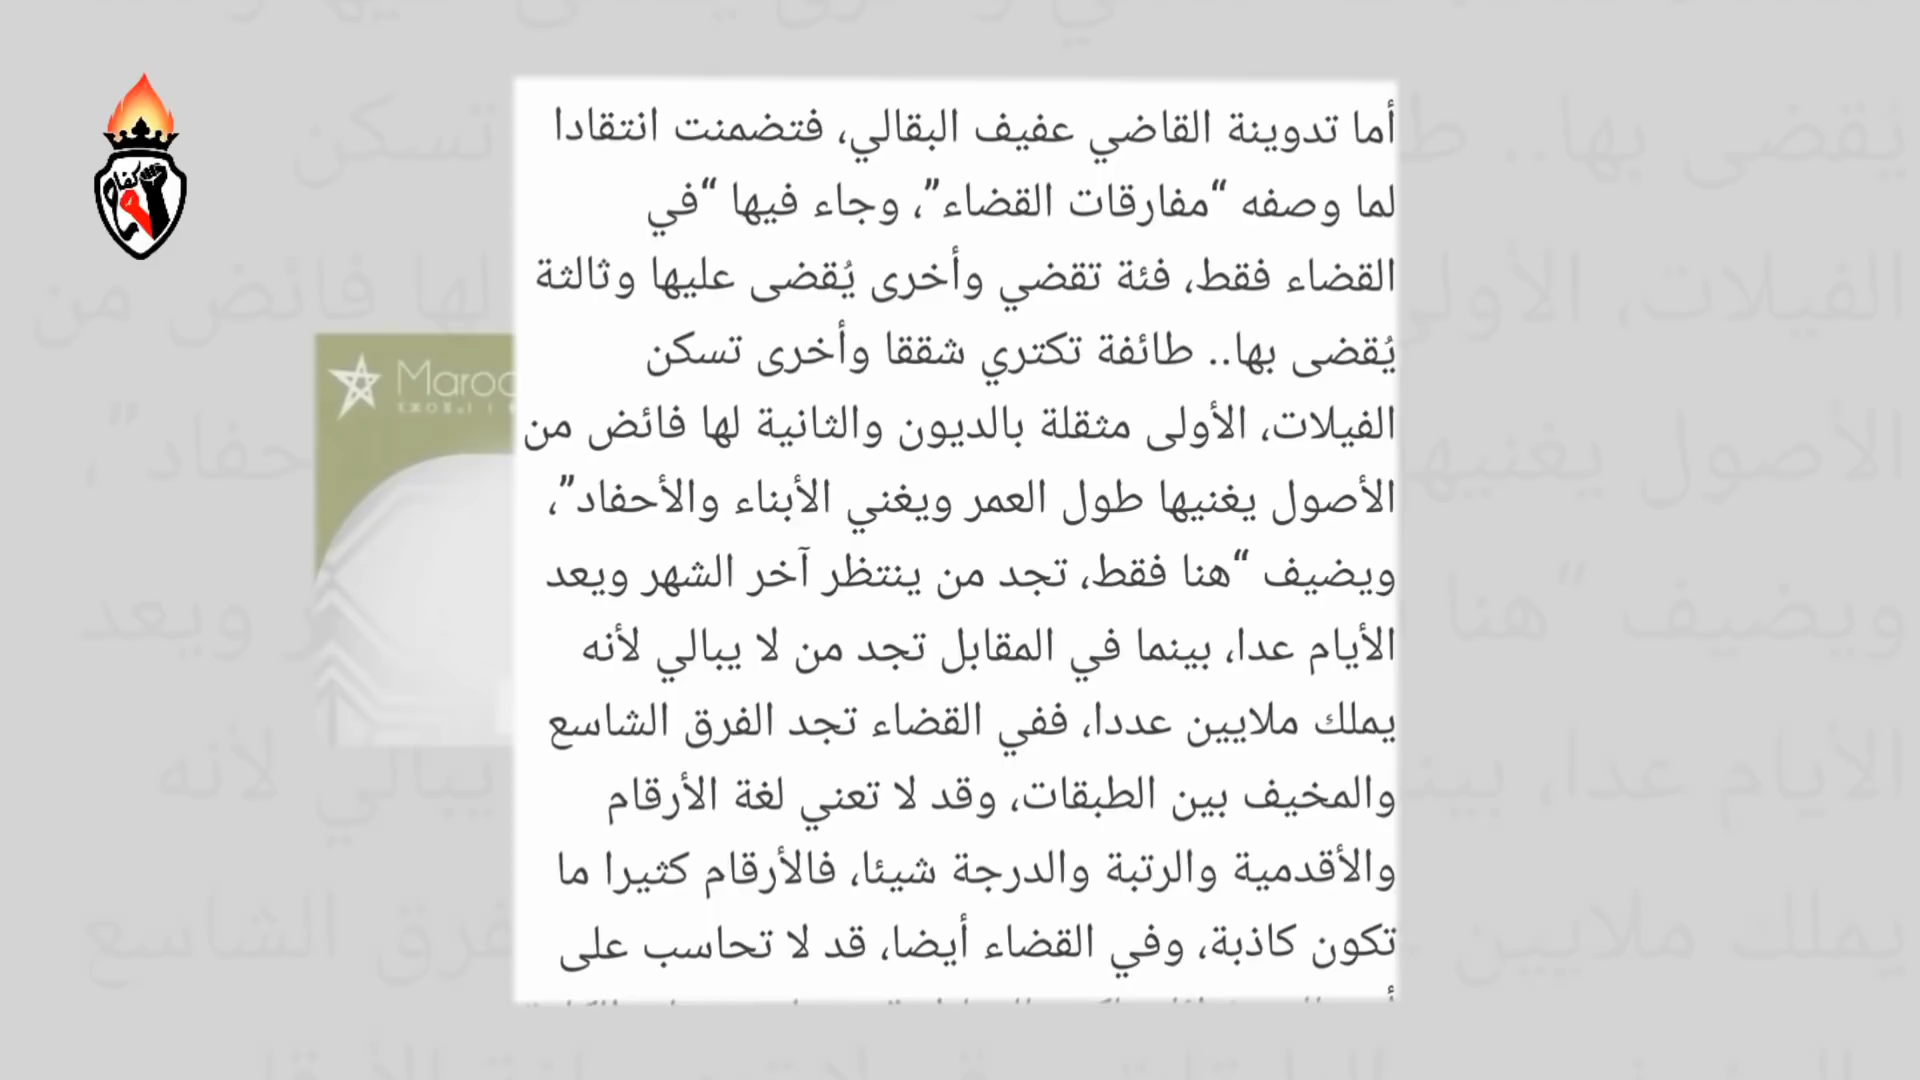 أما تدوينة القاضي عفيف البقالي، فتضمنت انتقادا
لما وصفه “مفارقات القضاء”، وجاء فيها “في
القضاء فقط، فئة تقضي وأخرى يُقضى عليها وثالثة
يُقضى بها.. طائفة تكتري شققا وأخرى تسكن
الفيلات، الأولى مثقلة بالديون والثانية لها فائض من
الأصول يغنيها طول العمر ويغني الأبناء والأحفاد”،
ويضيف “هنا فقط، تجد من ينتظر آخر الشهر ويعد
الأيام عدا، بينما في المقابل تجد من لا يبالي لأنه
يملك ملايين عددا، ففي القضاء تجد الفرق الشاسع
والمخيف بين الطبقات، وقد لا تعني لغة الأرقام
والأقدمية والرتبة والدرجة شيئا، فالأرقام كثيرا ما
تكون كاذبة، وفي القضاء أيضا، قد لا تحاسب على
كفاح
Maroc